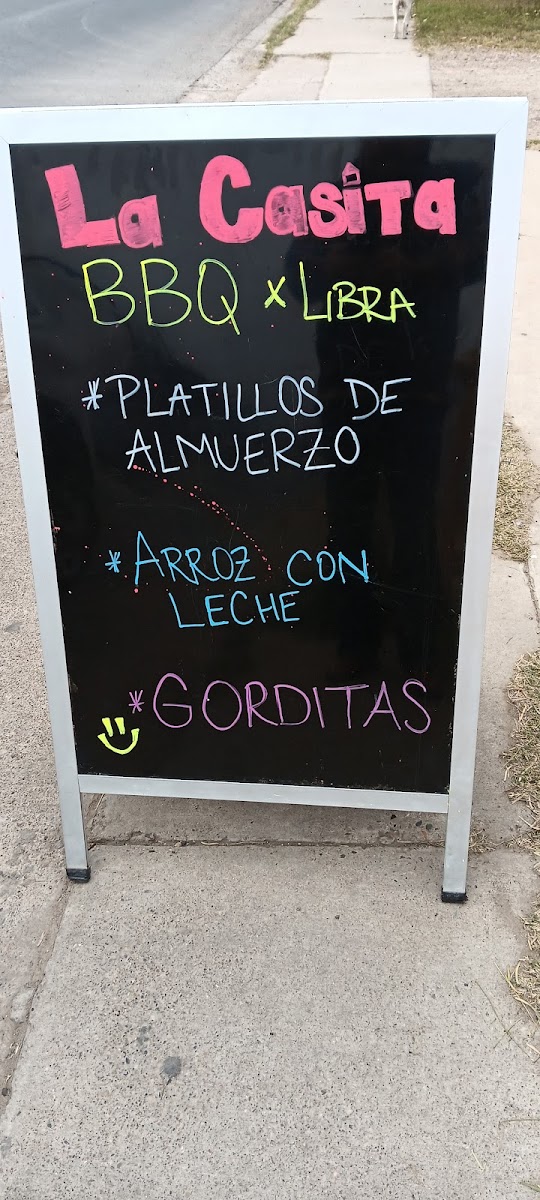 La Casita
BBQ x LIBRA
*PLATILLOS DE
ALMUERZO
*ARROZ CON
LECHE
*GORDITAS